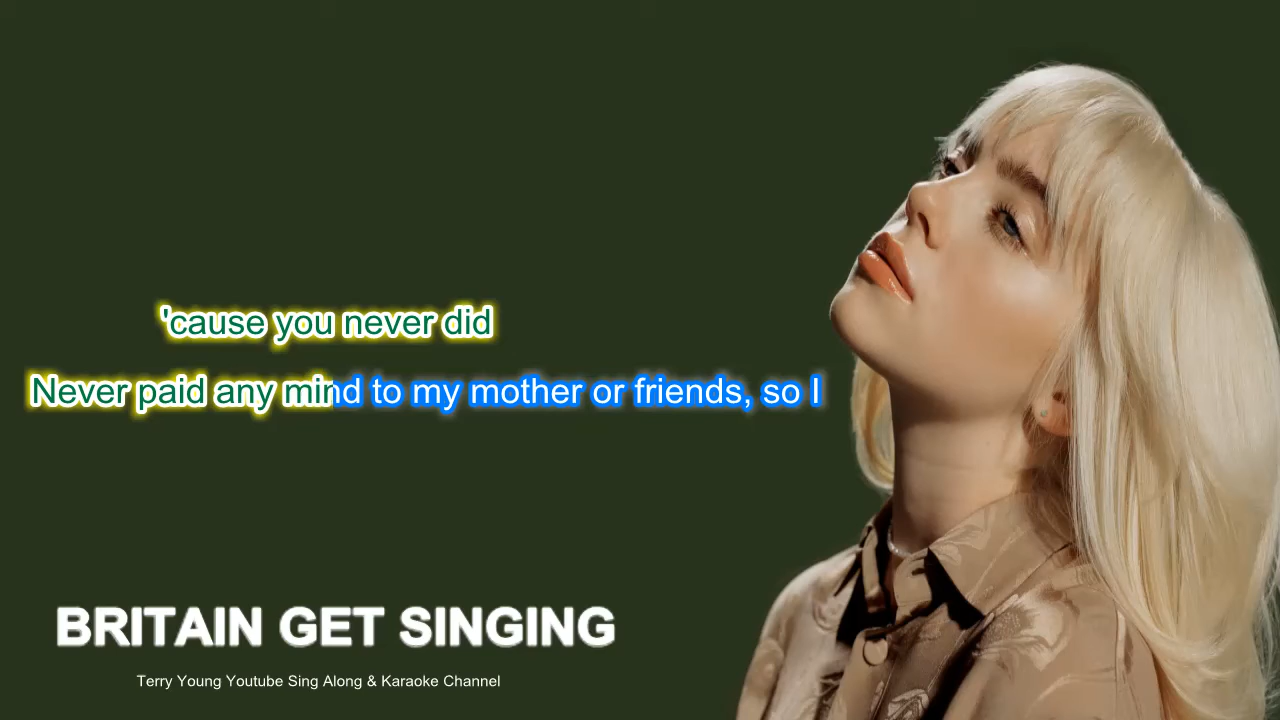 'cause you never did
Never paid any mind to my mother or friends, so I
BRITAIN GET SINGING
Terry Young Youtube Sing Along & Karaoke Channel